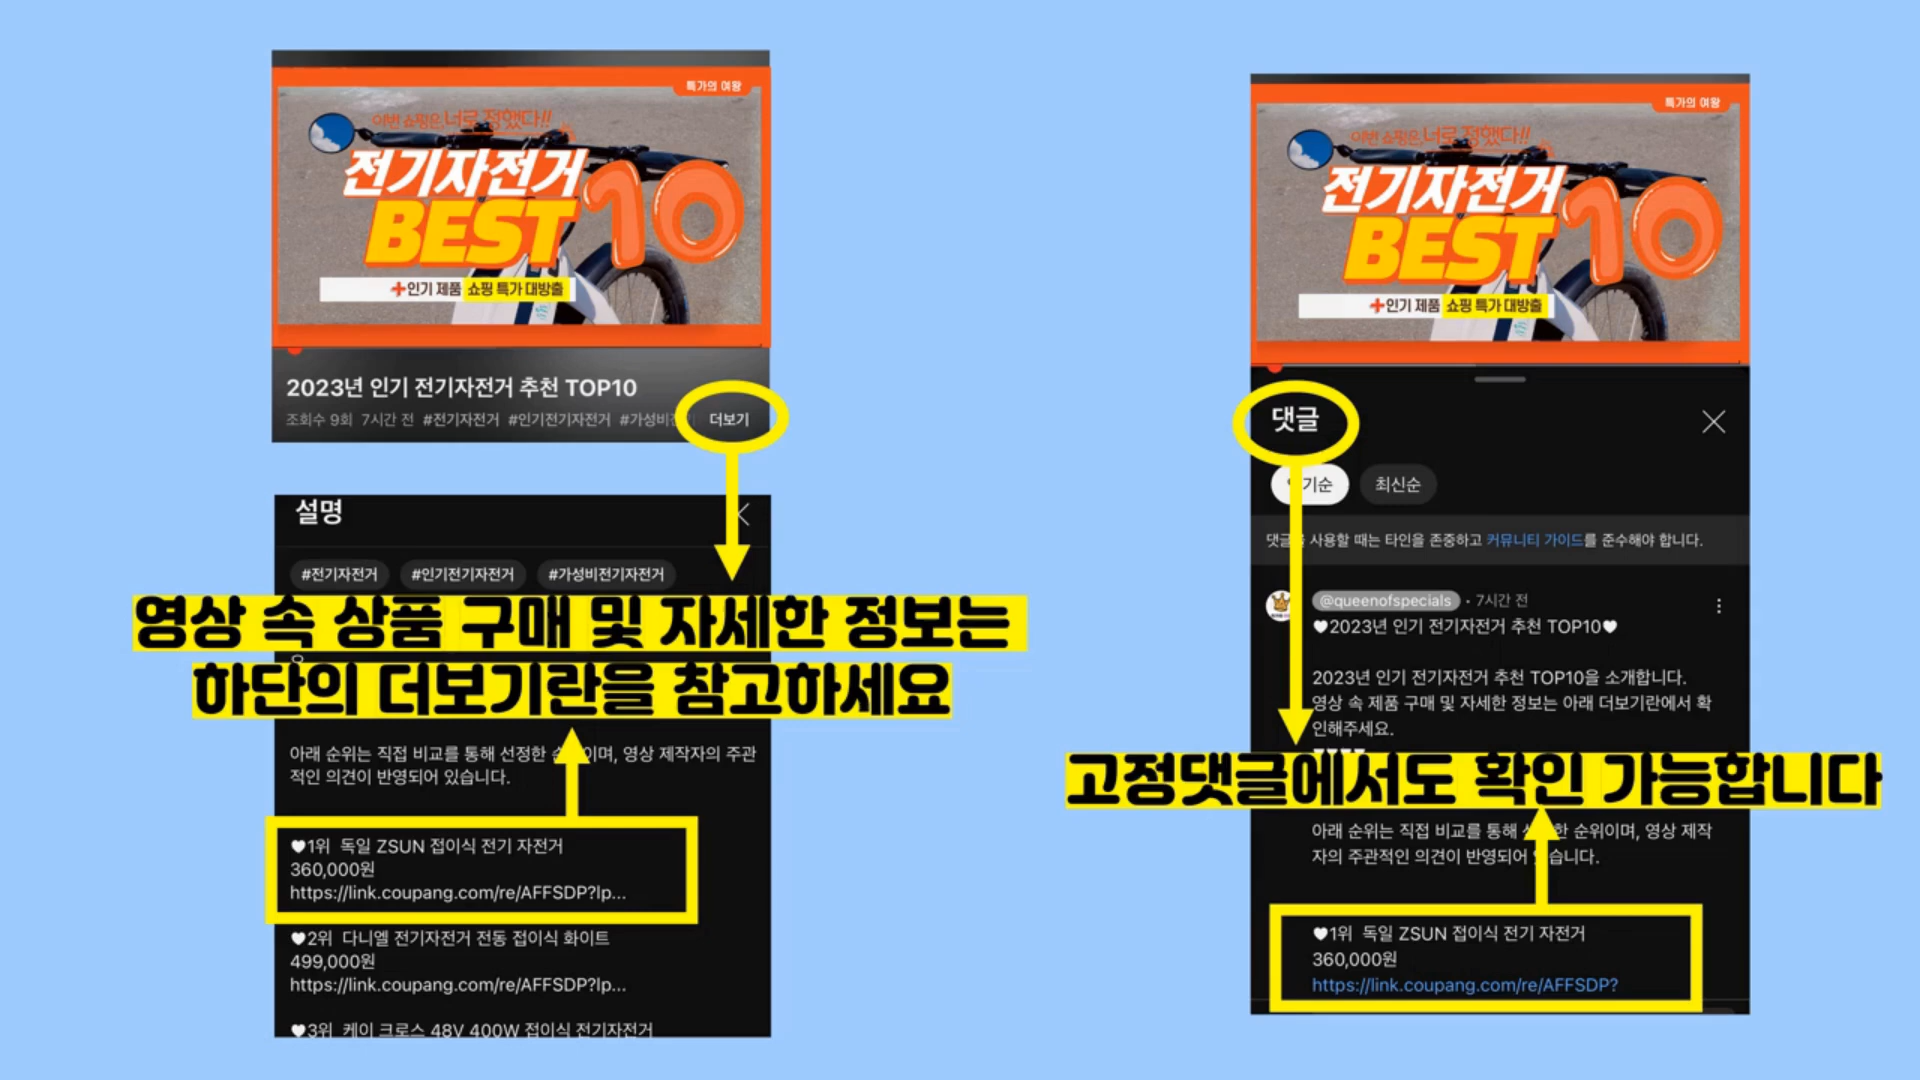 특가의 여왕
이번 쇼핑은 너로 정했다!!
전기자전거
BEST 10
+인기 제품 쇼핑 특가 대방출
2023년 인기 전기자전거 추천 TOP10
조회수 9회 7시간 전 #전기자전거 #인기전기자전거 #가성비전기 더보기
설명
#전기자전거 #인기전기자전거 #가성비전기자전거
영상 속 상품 구매 및 자세한 정보는
하단의 더보기란을 참고하세요
아래 순위는 직접 비교를 통해 선정한 순위이며, 영상 제작자의 주관
적인 의견이 반영되어 있습니다.
♥1위 독일 ZSUN 접이식 전기 자전거
360,000원
https://link.coupang.com/re/AFFSDP?lp...
♥2위 다니엘 전기자전거 전동 접이식 화이트
499,000원
https://link.coupang.com/re/AFFSDP?lp...
♥3위 케이 크로스 48V 400W 접이식 전기자전거
특가의 여왕
이번 쇼핑은 너로 정했다!!
전기자전거
BEST 10
+인기 제품 쇼핑 특가 대방출
댓글
인기순 최신순
댓글을 사용할 때는 타인을 존중하고 커뮤니티 가이드를 준수해야 합니다.
@queenofspecials · 7시간 전
♥2023년 인기 전기자전거 추천 TOP10♥
2023년 인기 전기자전거 추천 TOP10을 소개합니다.
영상 속 제품 구매 및 자세한 정보는 아래 더보기란에서 확
인해주세요.
고정댓글에서도 확인 가능합니다
아래 순위는 직접 비교를 통해 선정한 순위이며, 영상 제작
자의 주관적인 의견이 반영되어 있습니다.
♥1위 독일 ZSUN 접이식 전기 자전거
360,000원
https://link.coupang.com/re/AFFSDP?